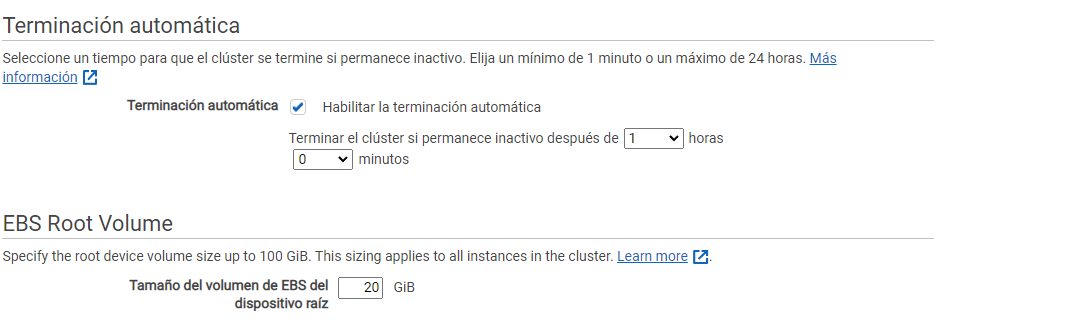 Terminación automática
Seleccione un tiempo para que el clúster se termine si permanece inactivo. Elija un mínimo de 1 minuto o un máximo de 24 horas. Más
información
Terminación automática Habilitar la terminación automática
Terminar el clúster si permanece inactivo después de 1 horas
0 minutos
EBS Root Volume
Specify the root device volume size up to 100 GiB. This sizing applies to all instances in the cluster. Learn more .
Tamaño del volumen de EBS del 20 GiB
dispositivo raíz